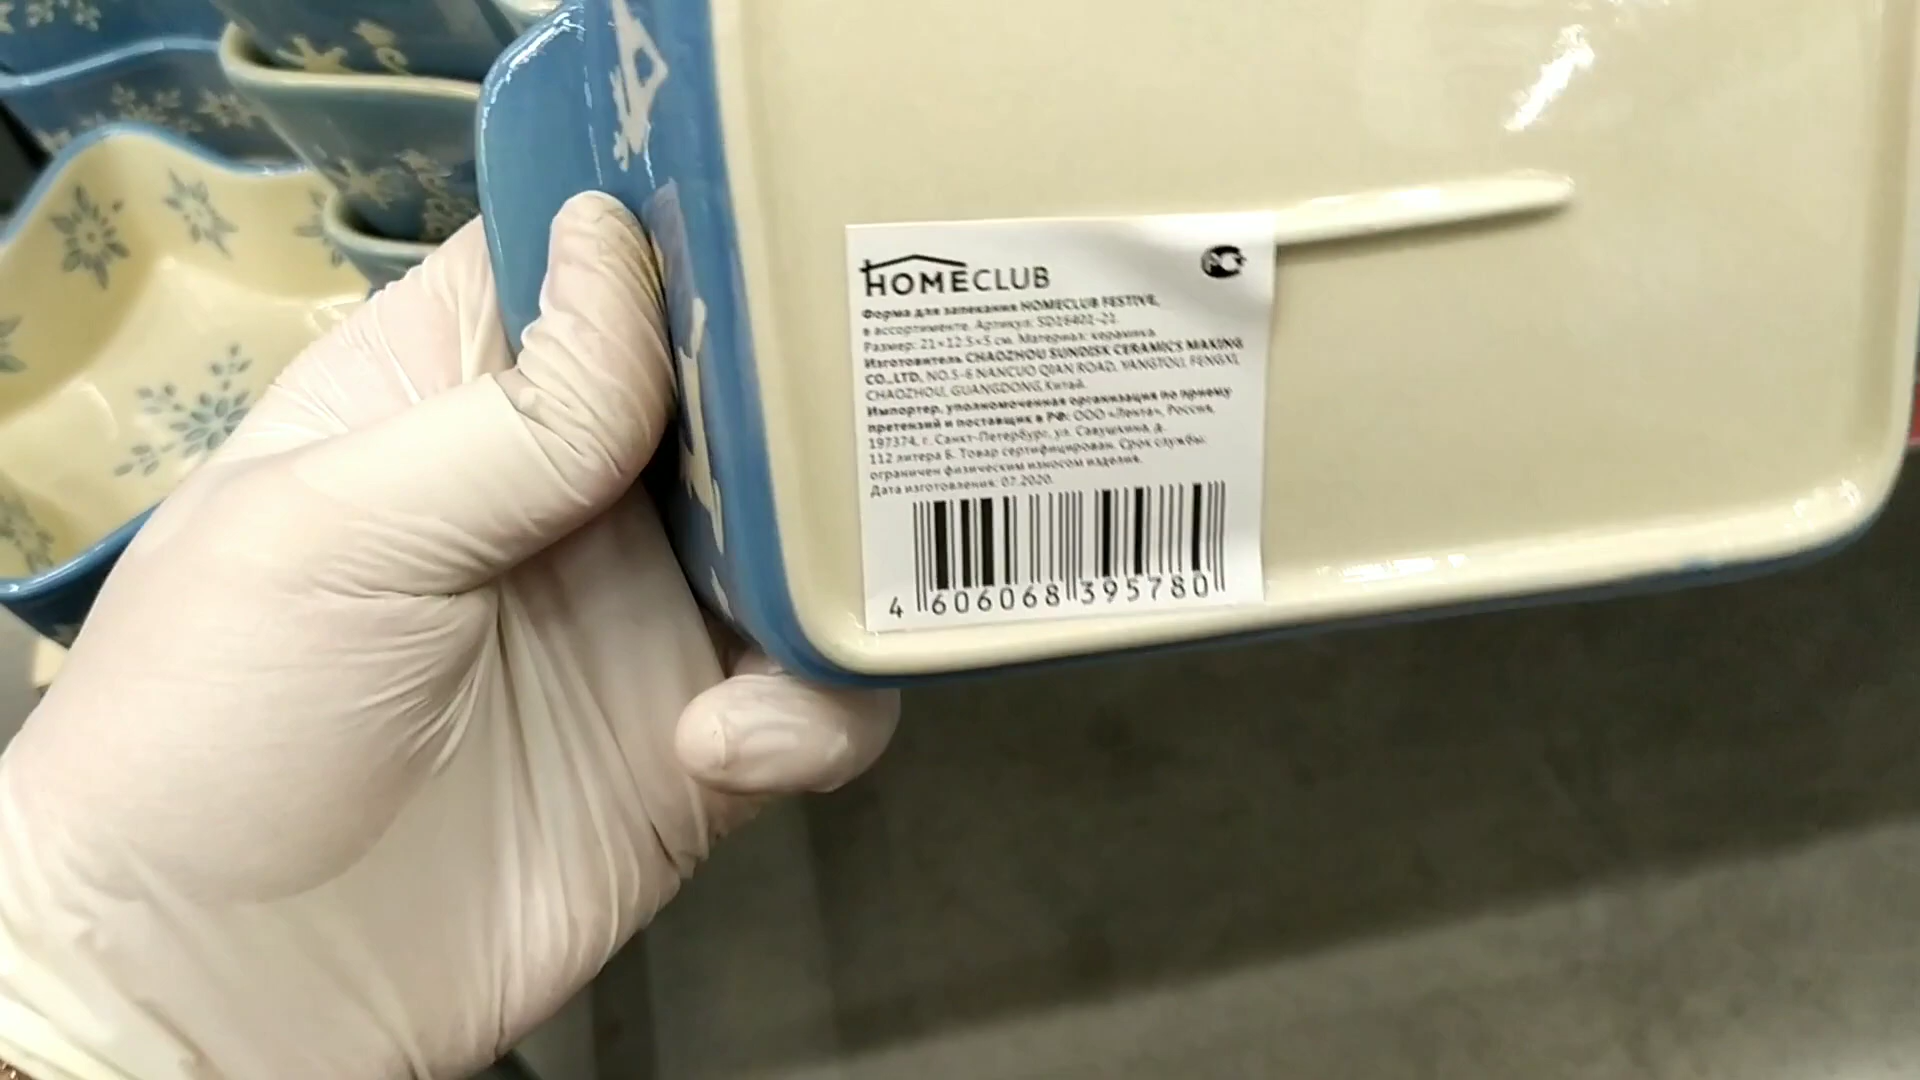 HOMECLUB
Форма для запекания HOMECLUB FESTIVE,
в ассортименте. Артикул: SD16401-21.
Размер: 21×12.5×5 см. Материал: керамика.
Изготовитель CHAOZHOU SUNDISK CERAMICS MAKING
CO.,LTD, NO.5-6 NANCUO QIAN ROAD, YANGTOU, FENGXI,
CHAOZHOU, GUANGDONG, Китай.
Импортер, уполномоченная организация по приему
претензий и поставщик в РФ: ООО «Лента», Россия,
197374, г. Санкт-Петербург, ул. Савушкина, д.
112 литера Б. Товар сертифицирован. Срок службы:
ограничен физическим износом изделия.
Дата изготовления: 07.2020.
4 606068 395780